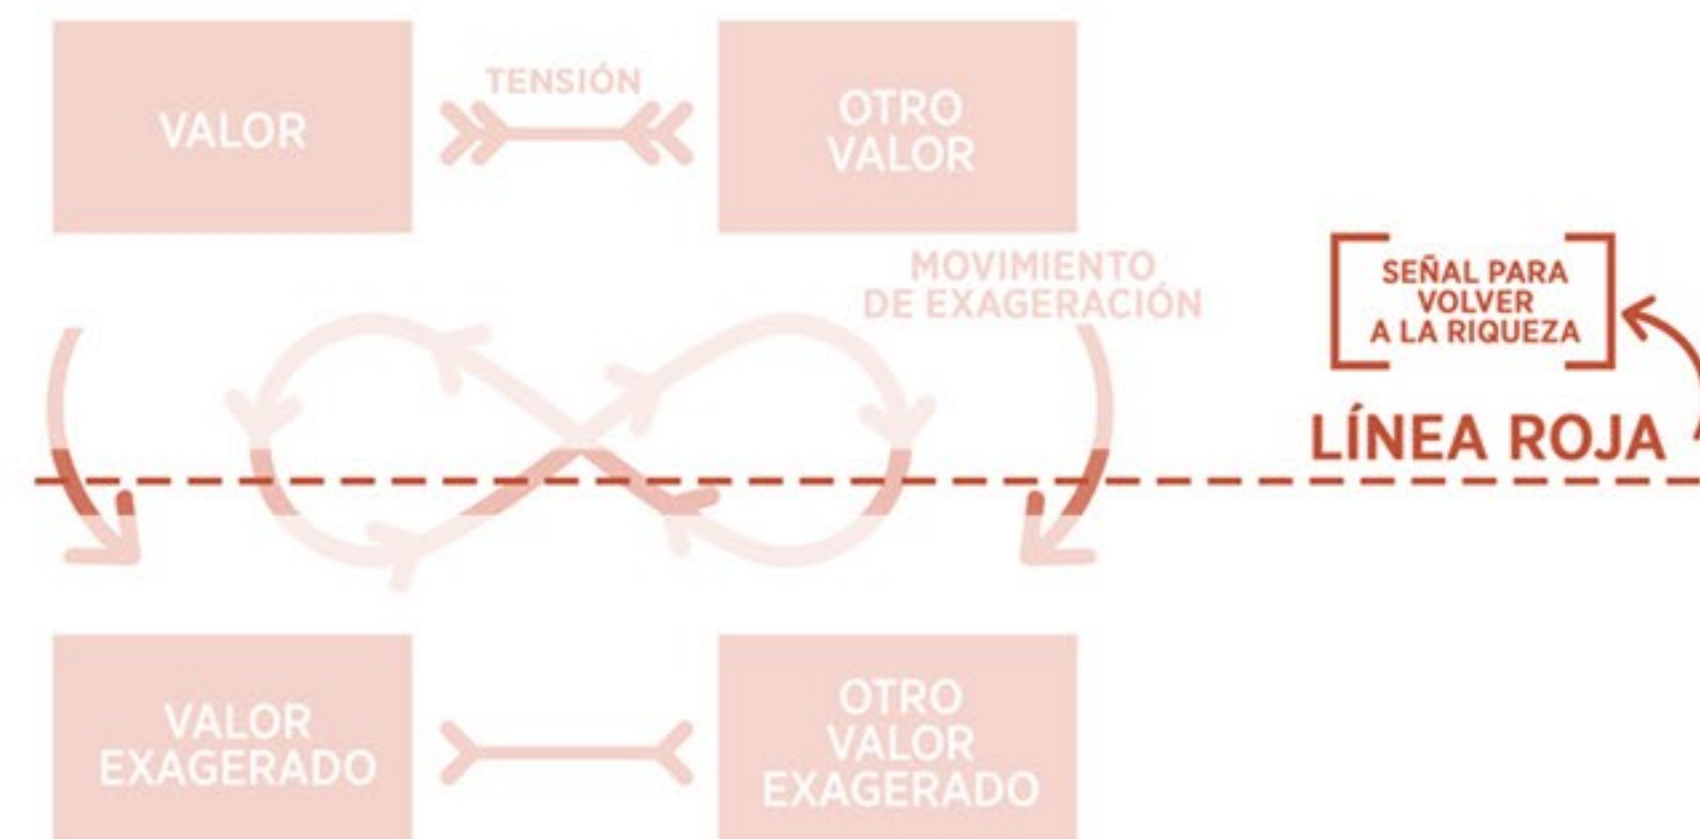 VALOR
TENSIÓN
OTRO
VALOR
MOVIMIENTO
DE EXAGERACIÓN
SEÑAL PARA
VOLVER
A LA RIQUEZA
LÍNEA ROJA
VALOR
EXAGERADO
OTRO
VALOR
EXAGERADO